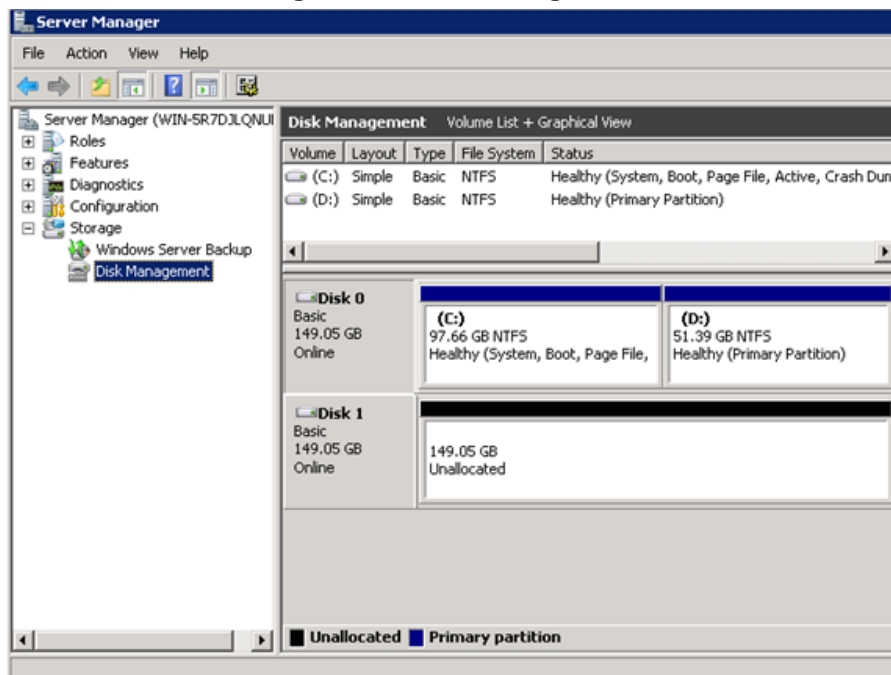 Server Manager
File Action View Help
Server Manager (WIN-5R7DJLQNUI
Roles
Features
Diagnostics
Configuration
Storage
Windows Server Backup
Disk Management
Disk Management Volume List + Graphical View
Volume Layout Type File System Status
(C:) Simple Basic NTFS Healthy (System, Boot, Page File, Active, Crash Dun
(D:) Simple Basic NTFS Healthy (Primary Partition)
Disk 0
Basic
149.05 GB
Online
(C:)
97.66 GB NTFS
Healthy (System, Boot, Page File,
(D:)
51.39 GB NTFS
Healthy (Primary Partition)
Disk 1
Basic
149.05 GB
Online
149.05 GB
Unallocated
Unallocated Primary partition